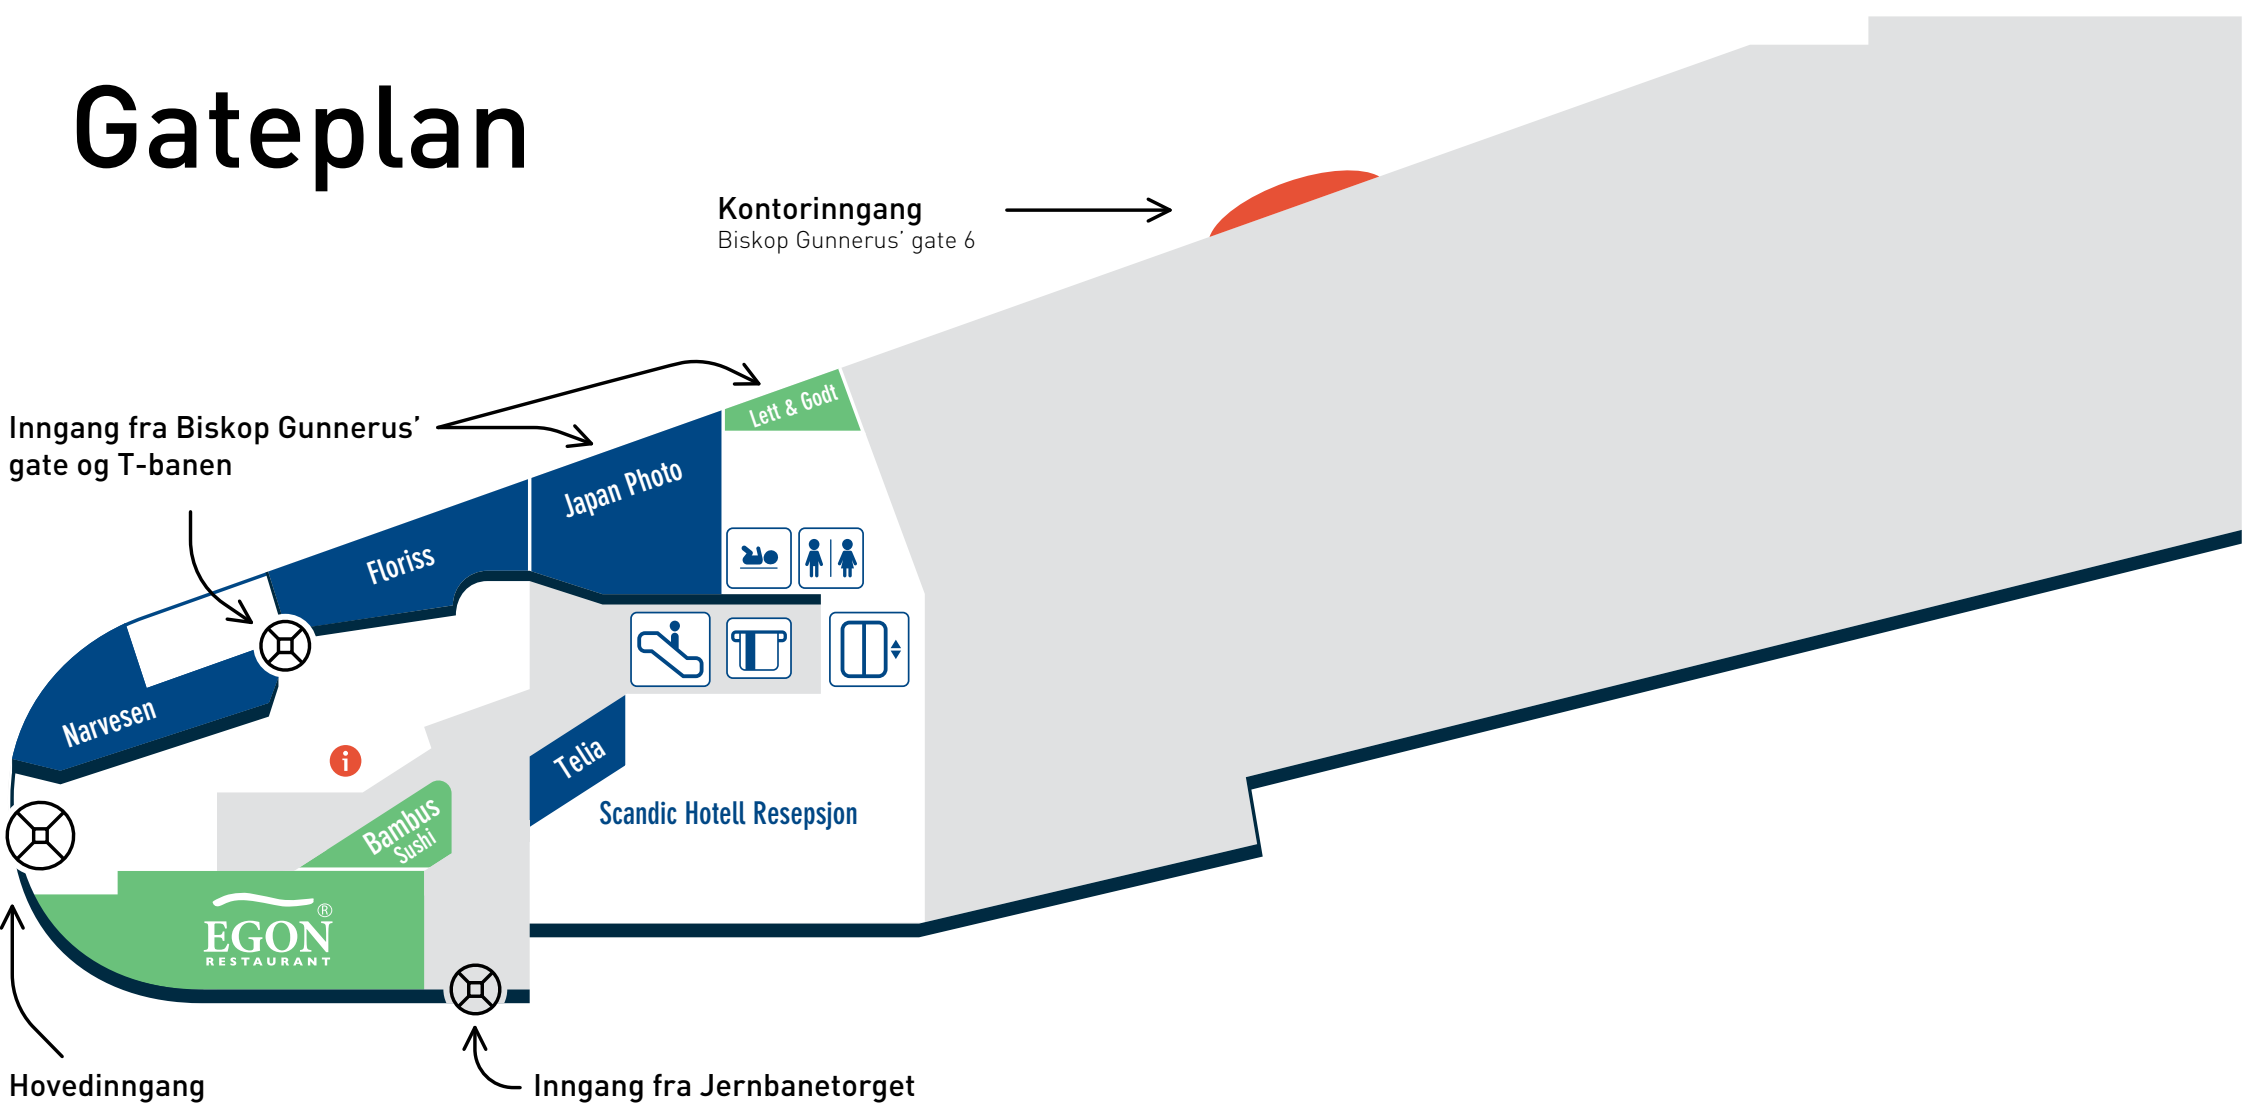 Gateplan
Kontorinngang
Biskop Gunnerus’ gate 6
Inngang fra Biskop Gunnerus’
gate og T-banen
Lett & Godt
Japan Photo
Floriss
Narvesen
i
Telia
Bambus
Sushi
Scandic Hotell Resepsjon
EGON®
RESTAURANT
Hovedinngang
Inngang fra Jernbanetorget